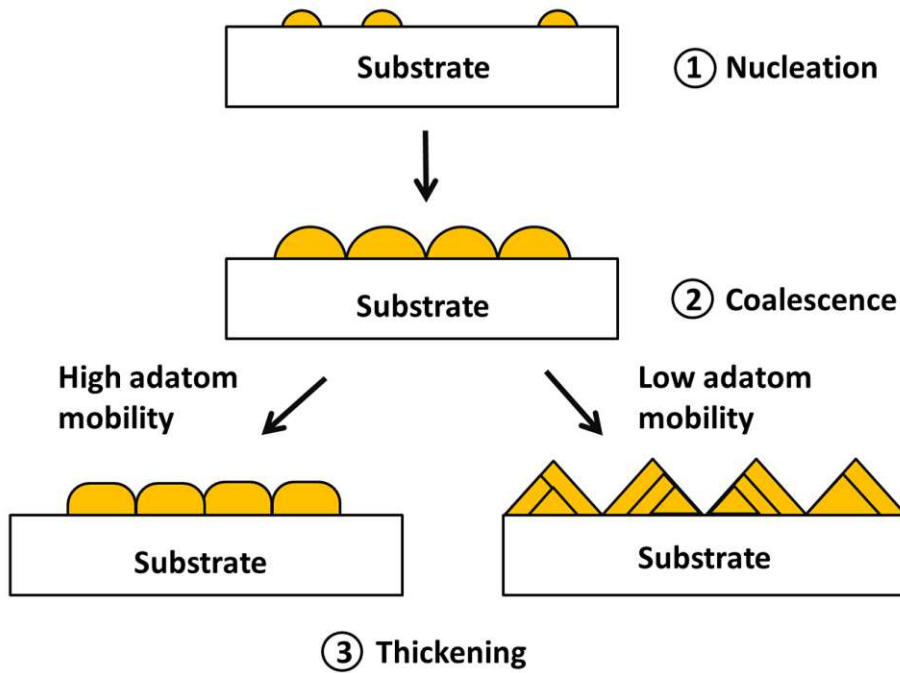 Substrate
① Nucleation
Substrate
② Coalescence
High adatom
mobility
Low adatom
mobility
Substrate
Substrate
③ Thickening